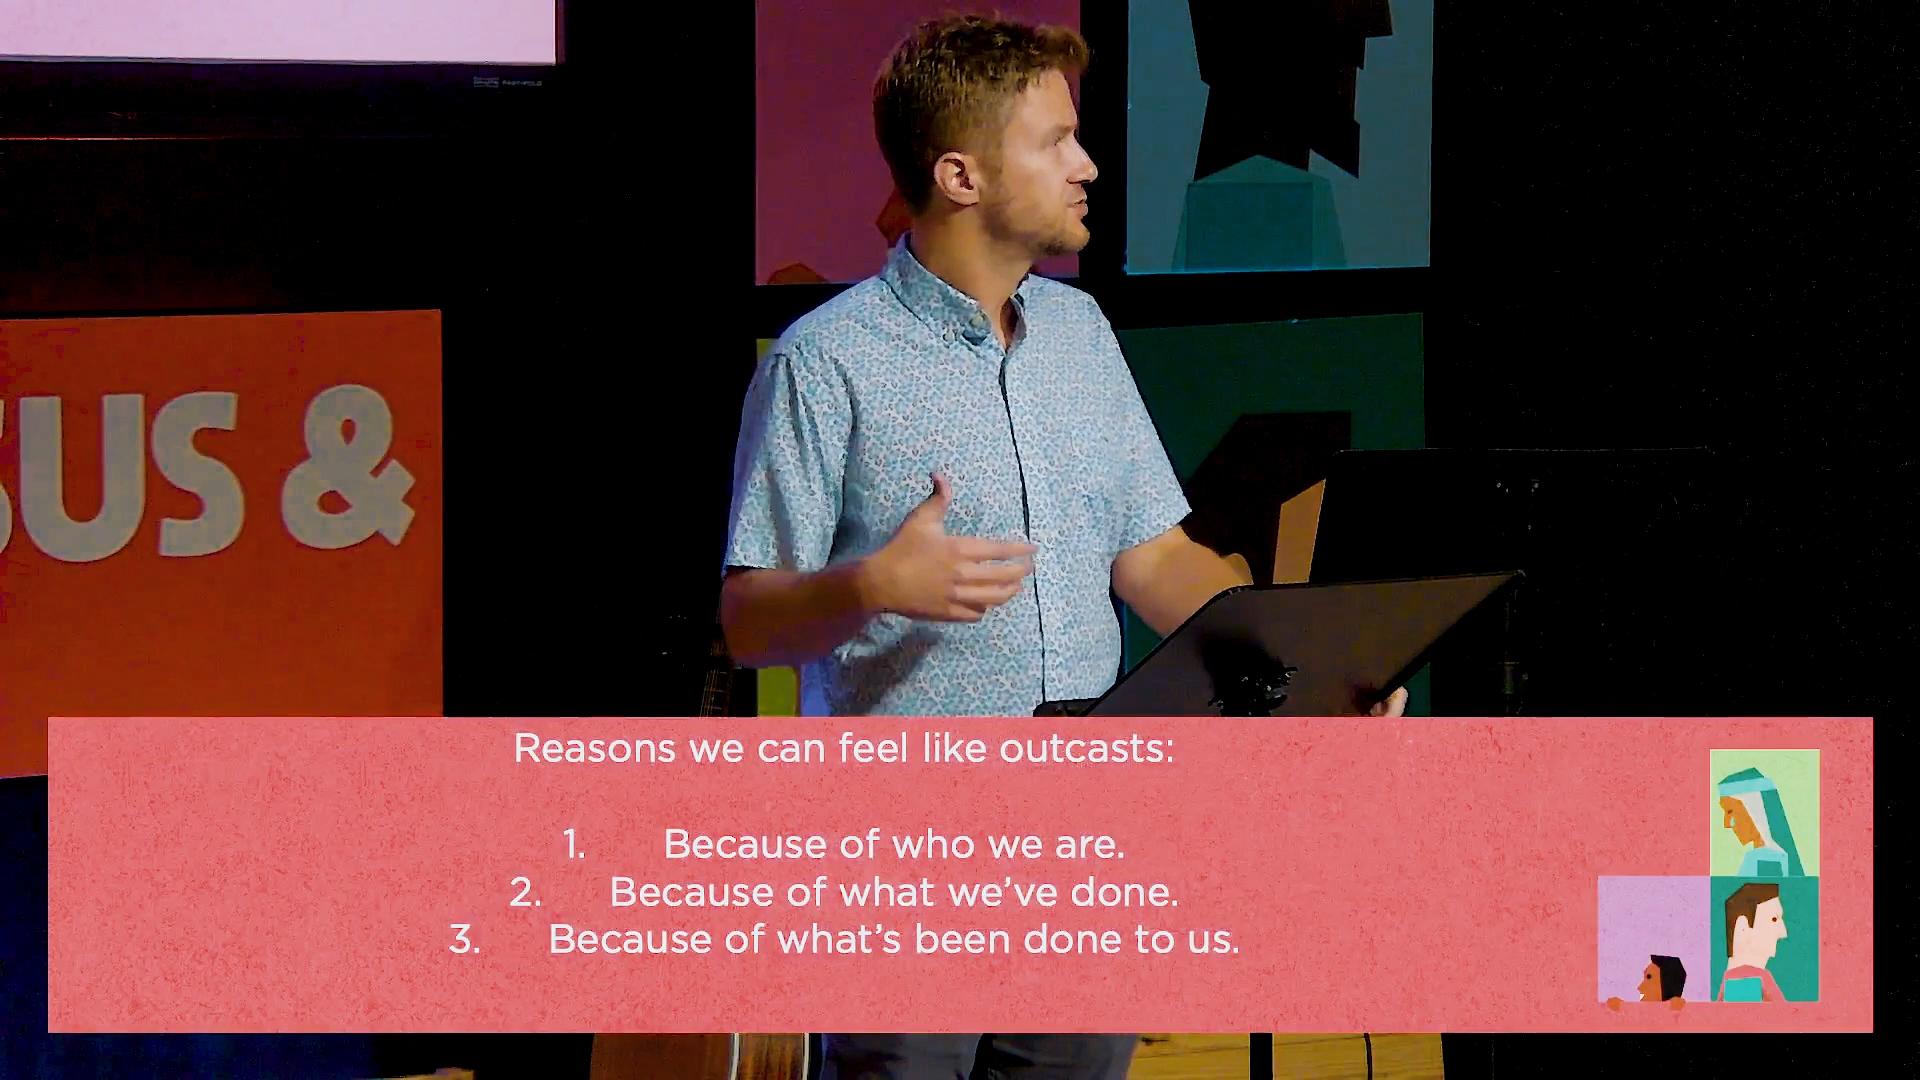 SUS &
Reasons we can feel like outcasts:
1. Because of who we are.
2. Because of what we've done.
3. Because of what's been done to us.